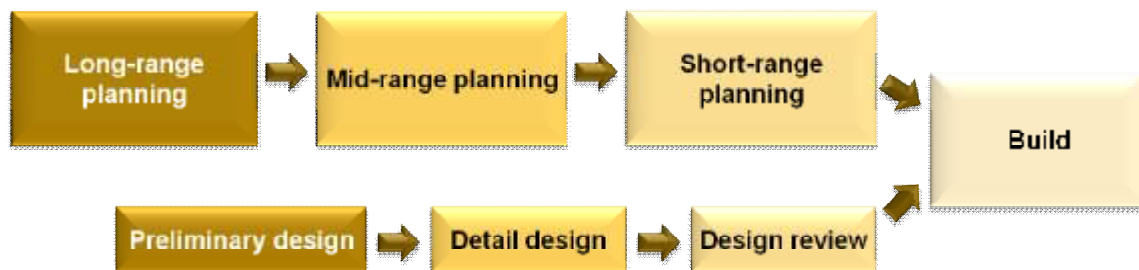 Long-range
planning
Mid-range planning
Short-range
planning
Build
Preliminary design
Detail design
Design review